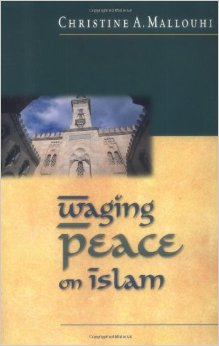 CHRISTINE A. MALLOUHI
waging
peace
on islam